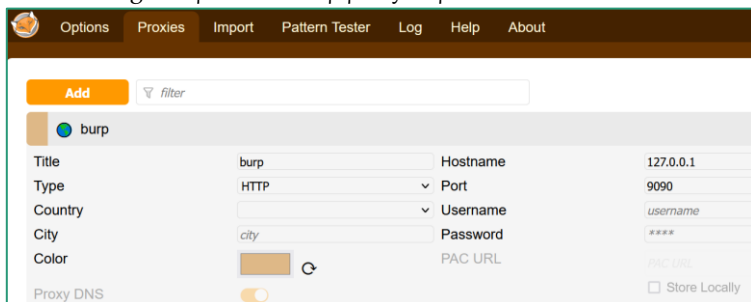 Options Proxies Import Pattern Tester Log Help About
Add filter
burp
Title burp Hostname 127.0.0.1
Type HTTP Port 9090
Country Username username
City city Password ****
Color PAC URL PAC URL
Proxy DNS Store Locally